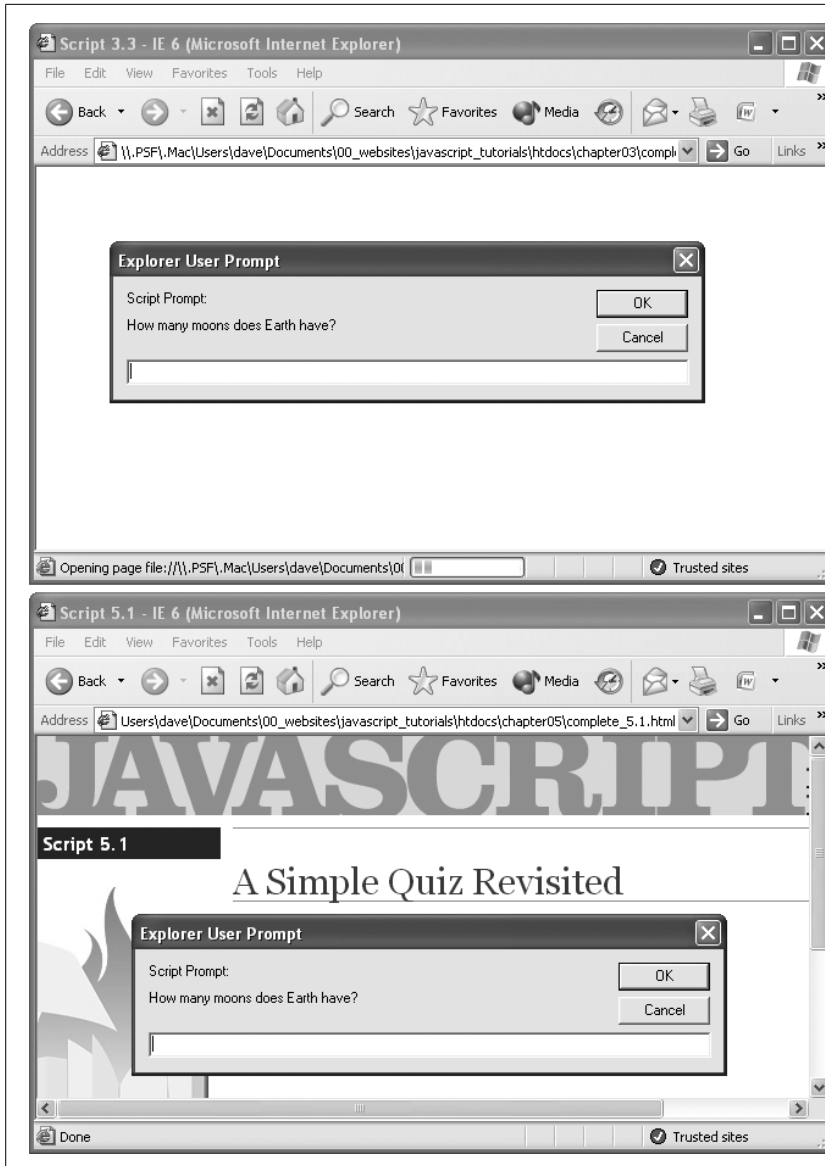 Script 3.3 - IE 6 (Microsoft Internet Explorer)
File Edit View Favorites Tools Help
Back Search Favorites Media
Address \\.PSF\.Mac\Users\dave\Documents\00_websites\javascript_tutorials\htdocs\chapter03\compl Go Links »
Explorer User Prompt
Script Prompt:
How many moons does Earth have?
OK
Cancel
Opening page file://\\.PSF\.Mac\Users\dave\Documents\0( Trusted sites
Script 5.1 - IE 6 (Microsoft Internet Explorer)
File Edit View Favorites Tools Help
Back Search Favorites Media
Address Users\dave\Documents\00_websites\javascript_tutorials\htdocs\chapter05\complete_5.1.html Go Links »
JAVASCRIPT
Script 5.1
A Simple Quiz Revisited
Explorer User Prompt
Script Prompt:
How many moons does Earth have?
OK
Cancel
Done Trusted sites